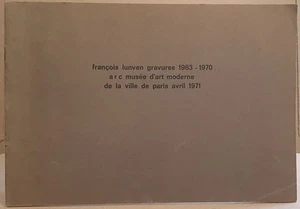 françois lunven gravures 1963 - 1970
a r c musée d'art moderne
de la ville de paris avril 1971